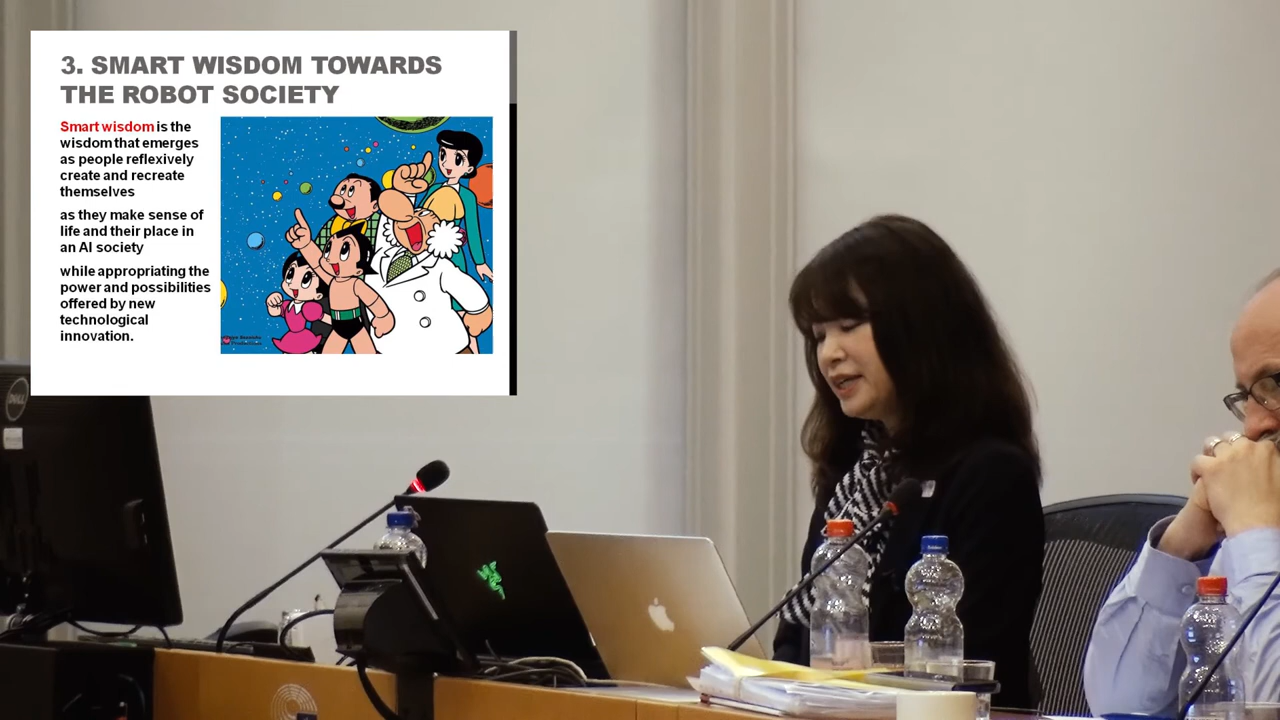 3. SMART WISDOM TOWARDS
THE ROBOT SOCIETY
Smart wisdom is the
wisdom that emerges
as people reflexively
create and recreate
themselves
as they make sense of
life and their place in
an AI society
while appropriating the
power and possibilities
offered by new
technological
innovation.
DELL